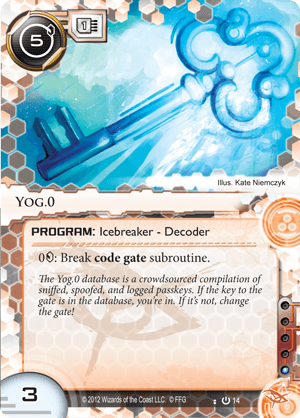 5
1
Illus. Kate Niemczyk
YOG.0
PROGRAM: Icebreaker - Decoder
0: Break code gate subroutine.
The Yog.0 database is a crowdsourced compilation of
sniffed, spoofed, and logged passkeys. If the key to
the gate is in the database, you're in. If it's not, change
the gate!
3
© 2012 Wizards of the Coast LLC. © FFG
14